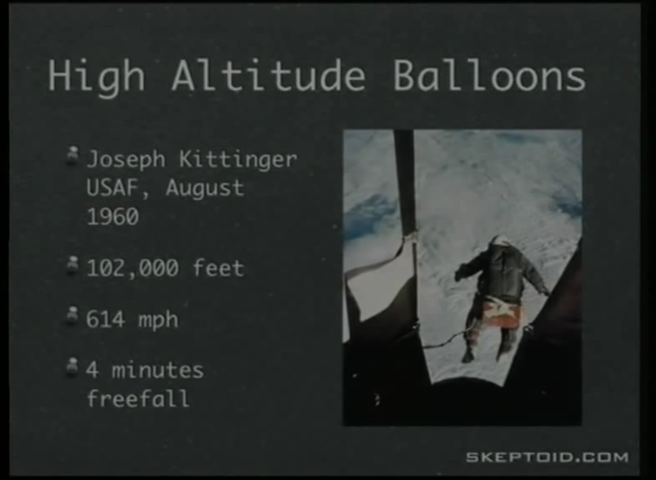 High Altitude Balloons
Joseph Kittinger
USAF, August
1960
102,000 feet
614 mph
4 minutes
freefall
SKEPTOID.COM